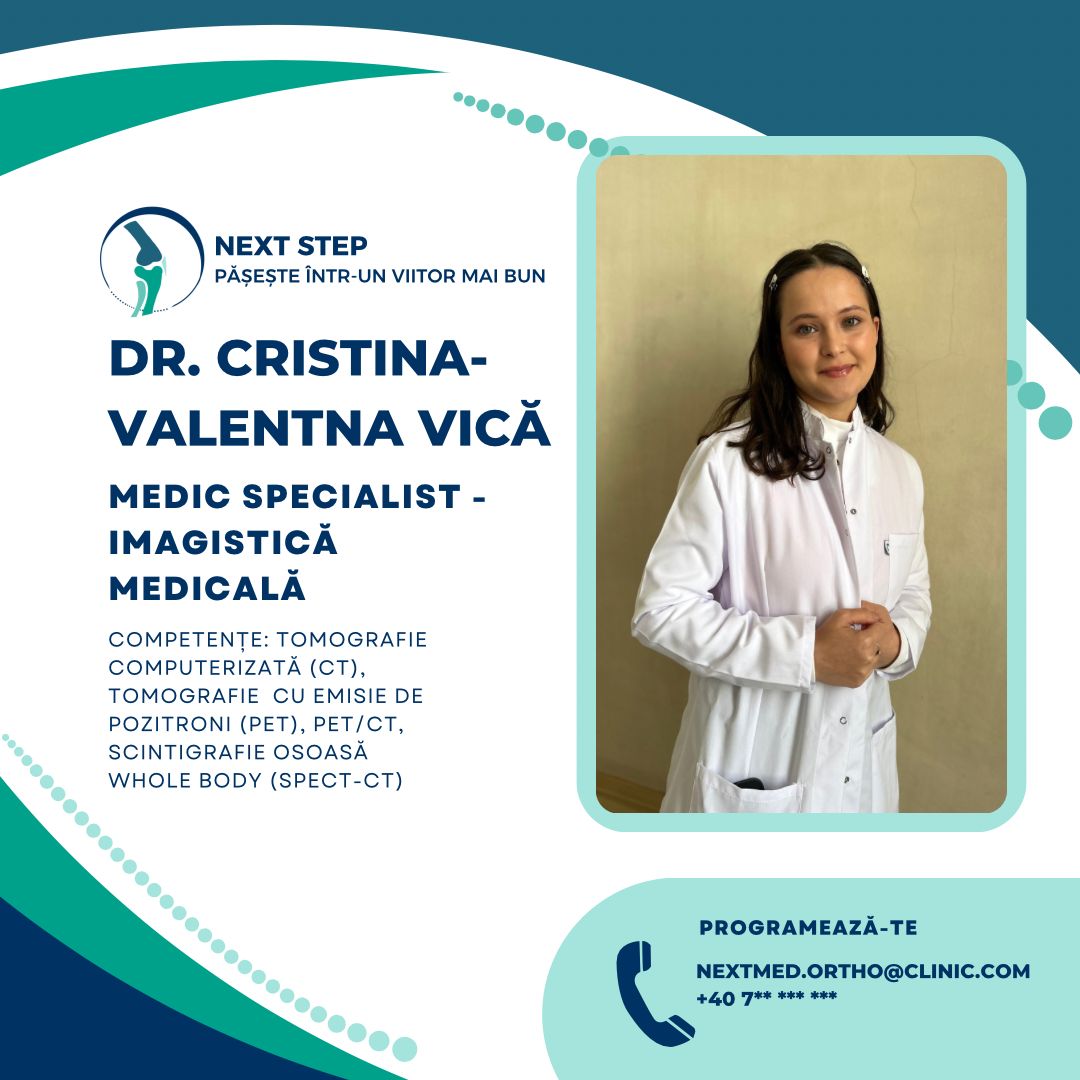 NEXT STEP
PĂȘEȘTE ÎNTR-UN VIITOR MAI BUN
DR. CRISTINA-
VALENTNA VICĂ
MEDIC SPECIALIST -
IMAGISTICĂ
MEDICALĂ
COMPETENȚE: TOMOGRAFIE
COMPUTERIZATĂ (CT),
TOMOGRAFIE CU EMISIE DE
POZITRONI (PET), PET/CT,
SCINTIGRAFIE OSOASĂ
WHOLE BODY (SPECT-CT)
PROGRAMEAZĂ-TE
NEXTMED.ORTHO@CLINIC.COM
+40 7** *** ***